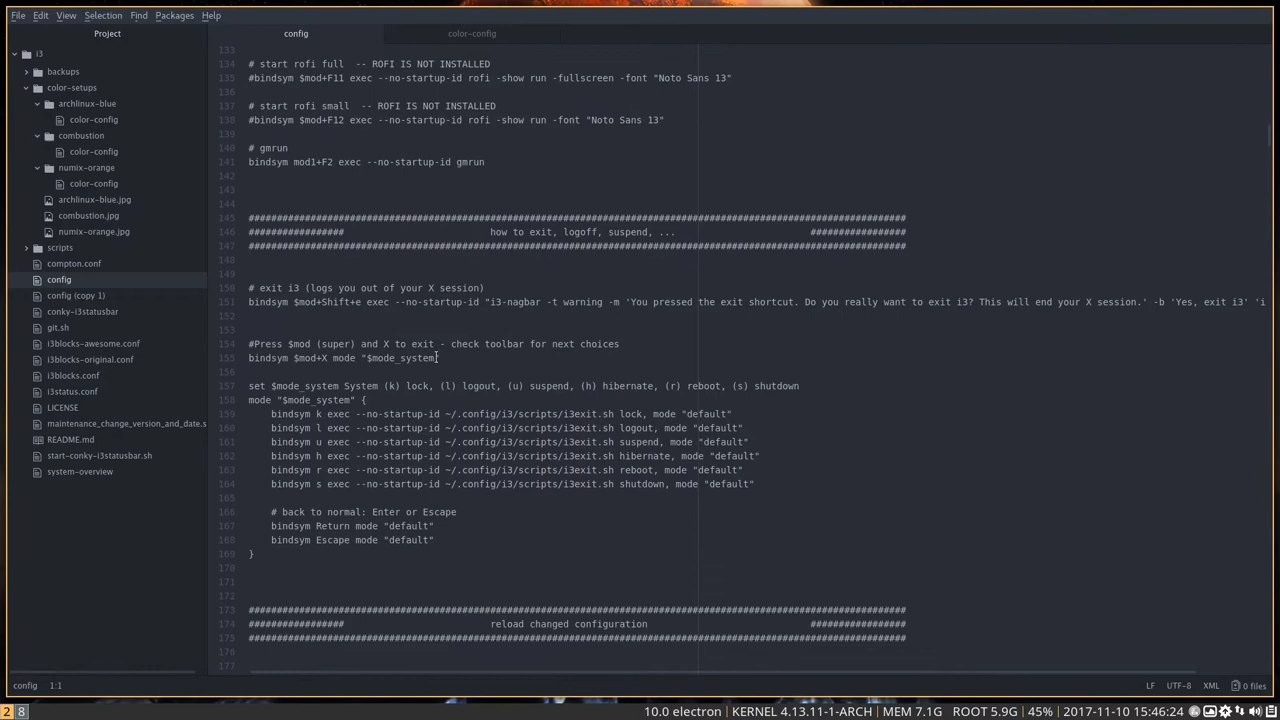 File Edit View Selection Find Packages Help
Project
config
color-config
i3
backups
color-setups
archlinux-blue
color-config
combustion
color-config
numix-orange
color-config
archlinux-blue.jpg
combustion.jpg
numix-orange.jpg
scripts
compton.conf
config
config (copy 1)
conky-i3statusbar
git.sh
i3blocks-awesome.conf
i3blocks-original.conf
i3blocks.conf
i3status.conf
LICENSE
maintenance_change_version_and_date.s
README.md
start-conky-i3statusbar.sh
system-overview
133
134 # start rofi full  -- ROFI IS NOT INSTALLED
135 #bindsym $mod+F11 exec --no-startup-id rofi -show run -fullscreen -font "Noto Sans 13"
136
137 # start rofi small  -- ROFI IS NOT INSTALLED
138 #bindsym $mod+F12 exec --no-startup-id rofi -show run -font "Noto Sans 13"
139
140 # gmrun
141 bindsym mod1+F2 exec --no-startup-id gmrun
142
143
144
145 #####################################################################################################################
146 #################                          how to exit, logoff, suspend, ...                        #################
147 #####################################################################################################################
148
149
150 # exit i3 (logs you out of your X session)
151 bindsym $mod+Shift+e exec --no-startup-id "i3-nagbar -t warning -m 'You pressed the exit shortcut. Do you really want to exit i3? This will end your X session.' -b 'Yes, exit i3' 'i
152
153
154 #Press $mod (super) and X to exit - check toolbar for next choices
155 bindsym $mod+X mode "$mode_system"
156
157 set $mode_system System (k) lock, (l) logout, (u) suspend, (h) hibernate, (r) reboot, (s) shutdown
158 mode "$mode_system" {
159     bindsym k exec --no-startup-id ~/.config/i3/scripts/i3exit.sh lock, mode "default"
160     bindsym l exec --no-startup-id ~/.config/i3/scripts/i3exit.sh logout, mode "default"
161     bindsym u exec --no-startup-id ~/.config/i3/scripts/i3exit.sh suspend, mode "default"
162     bindsym h exec --no-startup-id ~/.config/i3/scripts/i3exit.sh hibernate, mode "default"
163     bindsym r exec --no-startup-id ~/.config/i3/scripts/i3exit.sh reboot, mode "default"
164     bindsym s exec --no-startup-id ~/.config/i3/scripts/i3exit.sh shutdown, mode "default"
165
166     # back to normal: Enter or Escape
167     bindsym Return mode "default"
168     bindsym Escape mode "default"
169 }
170
171
172
173 #####################################################################################################################
174 #################                          reload changed configuration                             #################
175 #####################################################################################################################
176
177
config 1:1 LF UTF-8 XML 0 files
2 8 10.0 electron | KERNEL 4.13.11-1-ARCH | MEM 7.1G | ROOT 5.9G | 45% | 2017-11-10 15:46:24